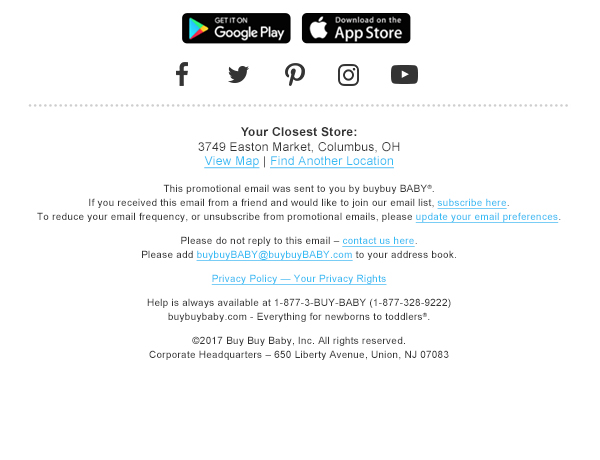 GET IT ON
Google Play
Download on the
App Store
Your Closest Store:
3749 Easton Market, Columbus, OH
View Map | Find Another Location
This promotional email was sent to you by buybuy BABY®.
If you received this email from a friend and would like to join our email list, subscribe here.
To reduce your email frequency, or unsubscribe from promotional emails, please update your email preferences.
Please do not reply to this email – contact us here.
Please add buybuyBABY@buybuyBABY.com to your address book.
Privacy Policy — Your Privacy Rights
Help is always available at 1-877-3-BUY-BABY (1-877-328-9222)
buybuybaby.com - Everything for newborns to toddlers®.
©2017 Buy Buy Baby, Inc. All rights reserved.
Corporate Headquarters – 650 Liberty Avenue, Union, NJ 07083